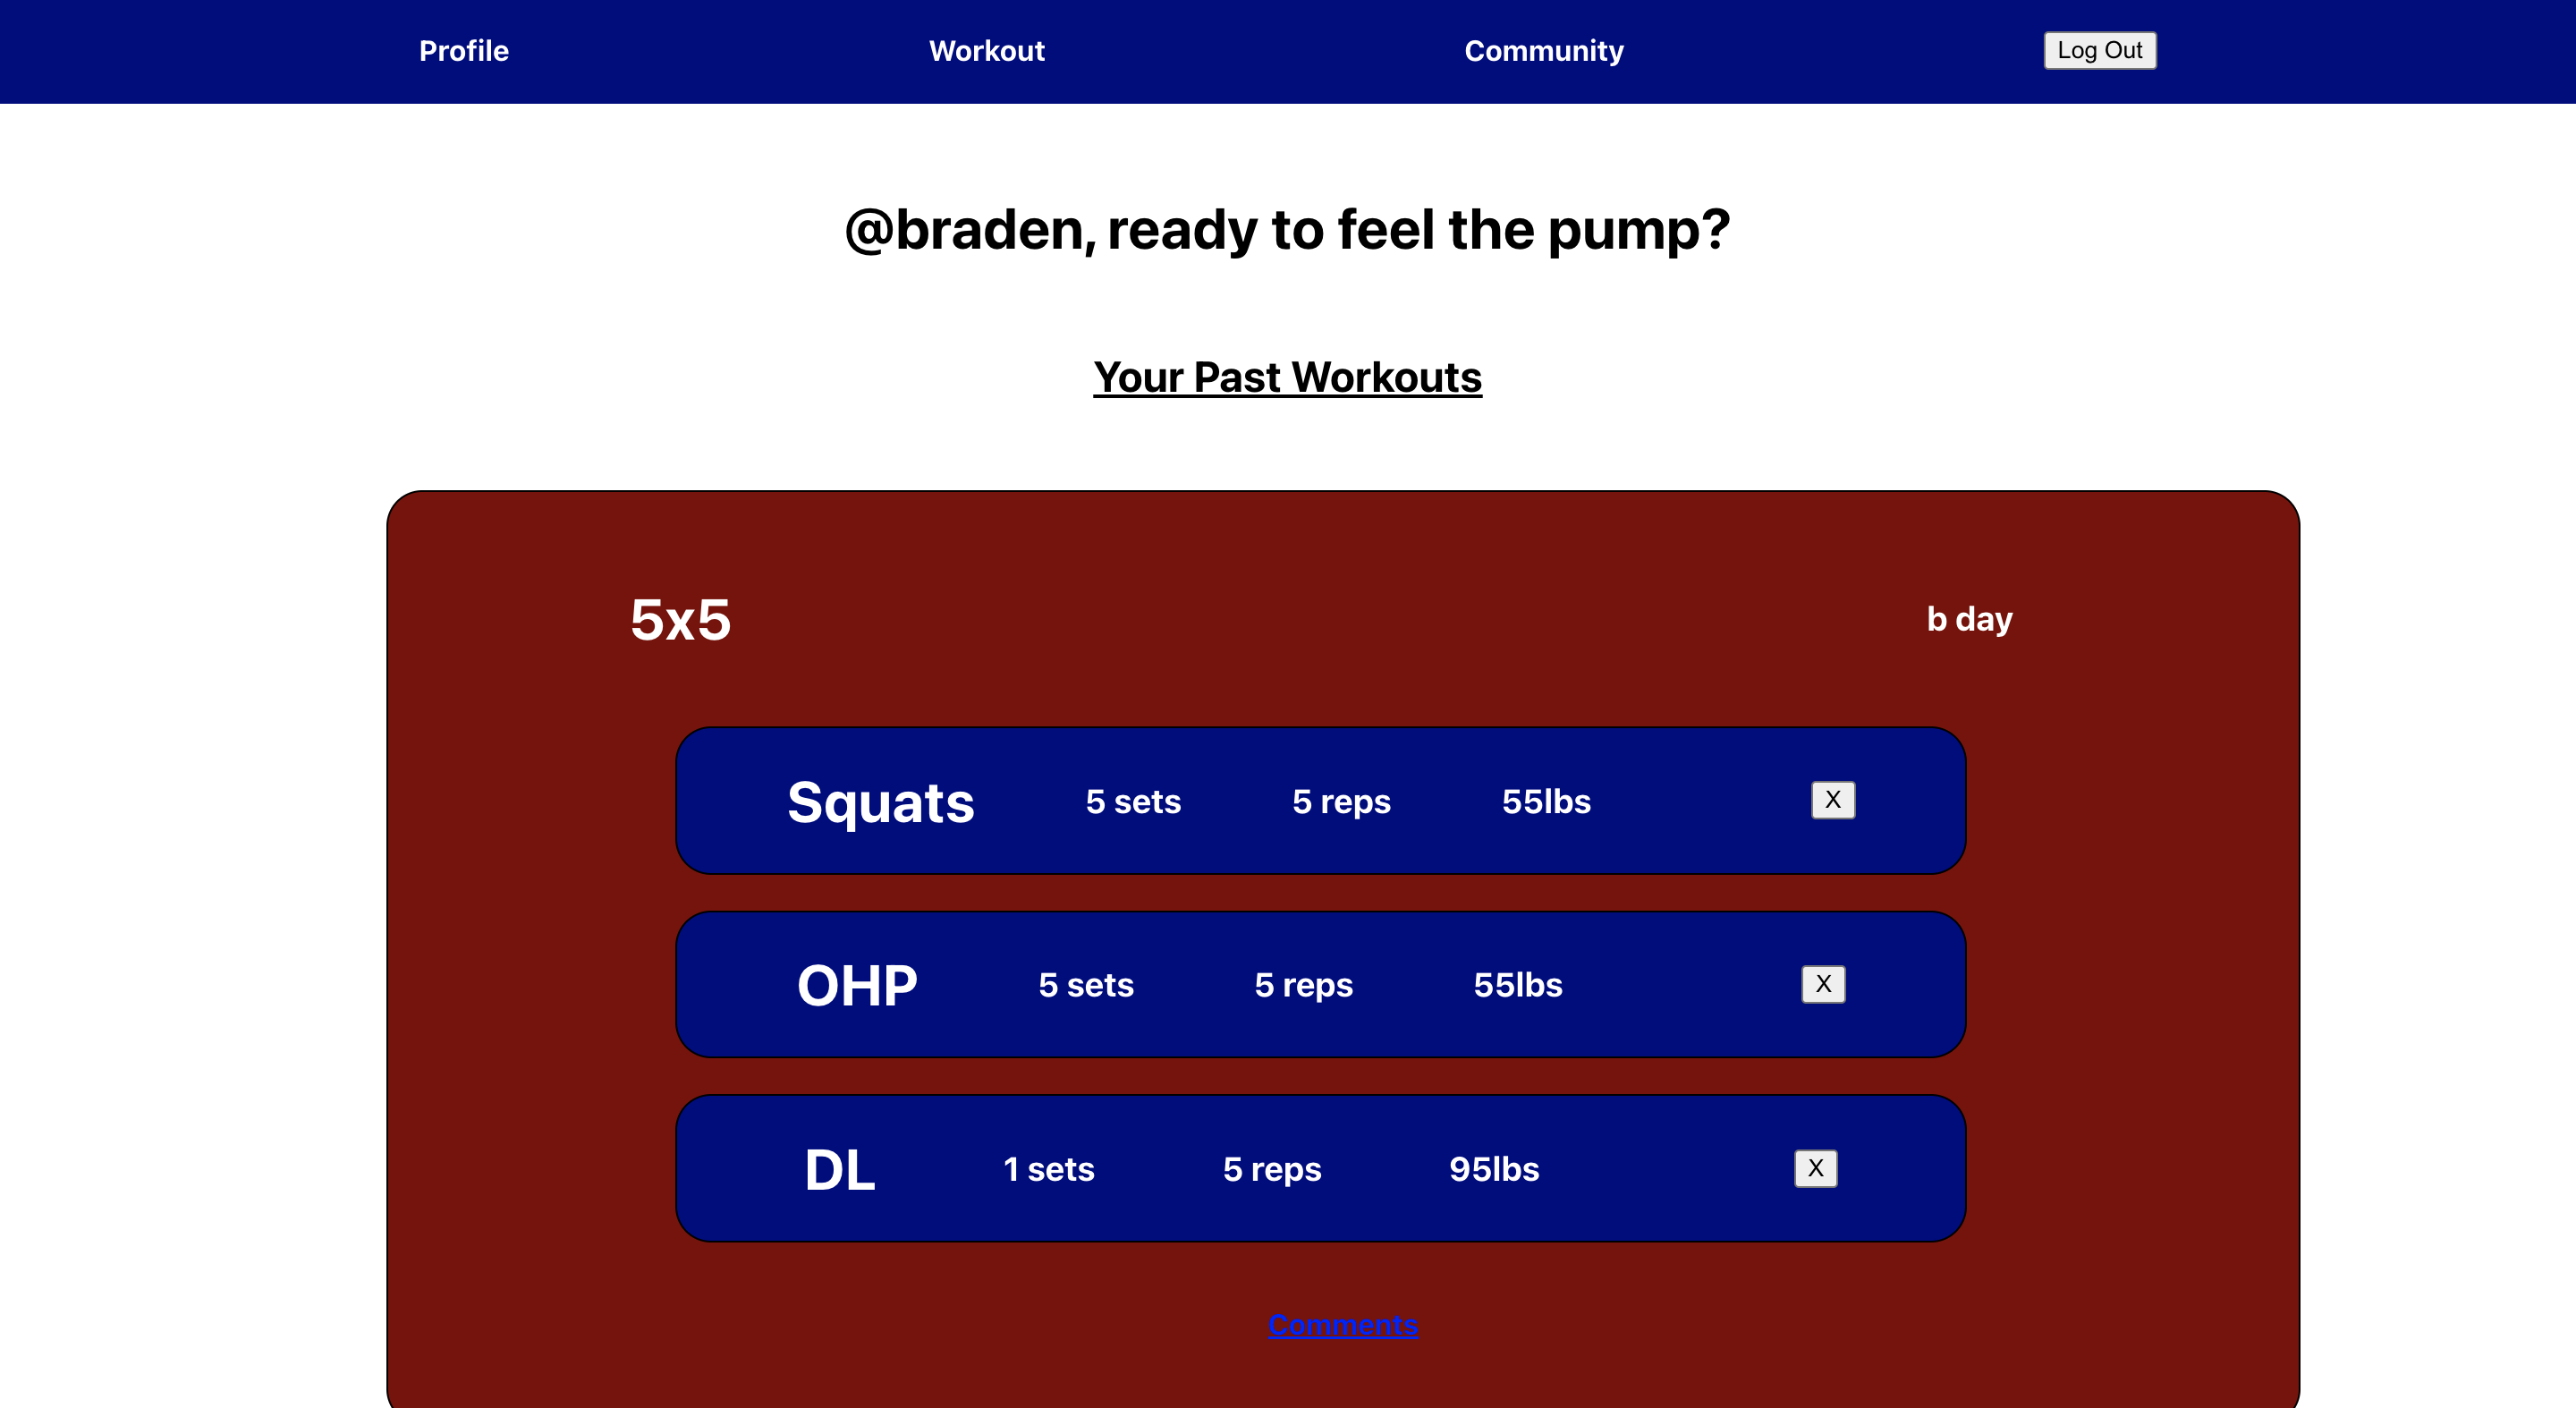 Profile Workout Community Log Out
@braden, ready to feel the pump?
Your Past Workouts
5x5 b day
Squats 5 sets 5 reps 55lbs X
OHP 5 sets 5 reps 55lbs X
DL 1 sets 5 reps 95lbs X
Comments